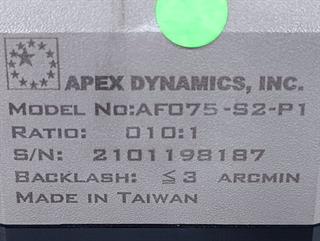 APEX DYNAMICS, INC.
MODEL NO:AF075-S2-P1
RATIO: 010:1
S/N: 2101198187
BACKLASH: ≦3 ARCMIN
MADE IN TAIWAN